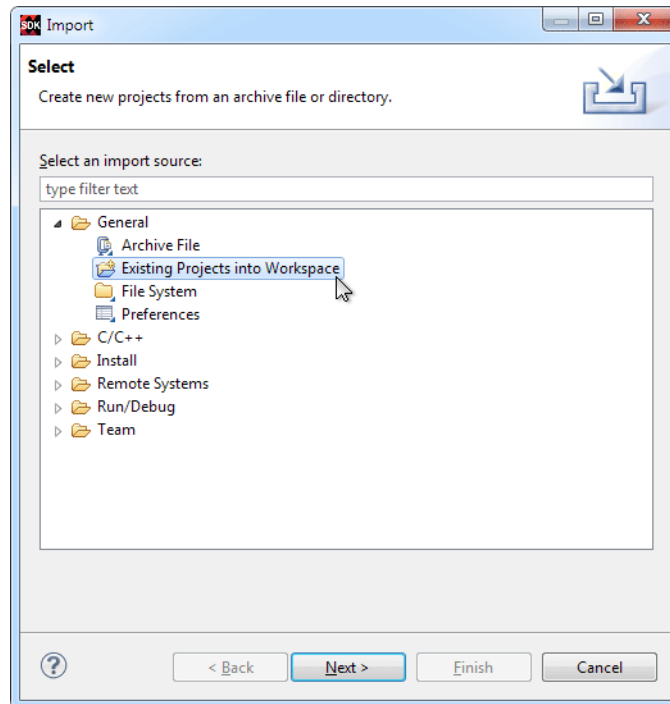 SDK Import
Select
Create new projects from an archive file or directory.
Select an import source:
type filter text
General
Archive File
Existing Projects into Workspace
File System
Preferences
C/C++
Install
Remote Systems
Run/Debug
Team
? < Back Next > Finish Cancel